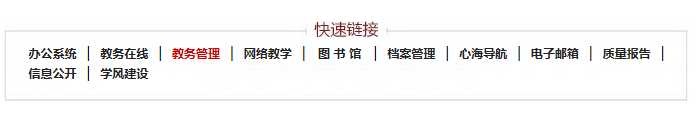 快速链接
办公系统 | 教务在线 | 教务管理 | 网络教学 | 图 书 馆 | 档案管理 | 心海导航 | 电子邮箱 | 质量报告 |
信息公开 | 学风建设